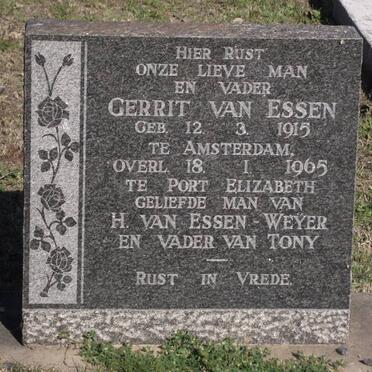 HIER RUST
ONZE LIEVE MAN
EN VADER
GERRIT VAN ESSEN
GEB. 12. 3. 1915
TE AMSTERDAM,
OVERL. 18. 1. 1965
TE PORT ELIZABETH
GELIEFDE MAN VAN
H. VAN ESSEN-WEYER
EN VADER VAN TONY
—
RUST IN VREDE.